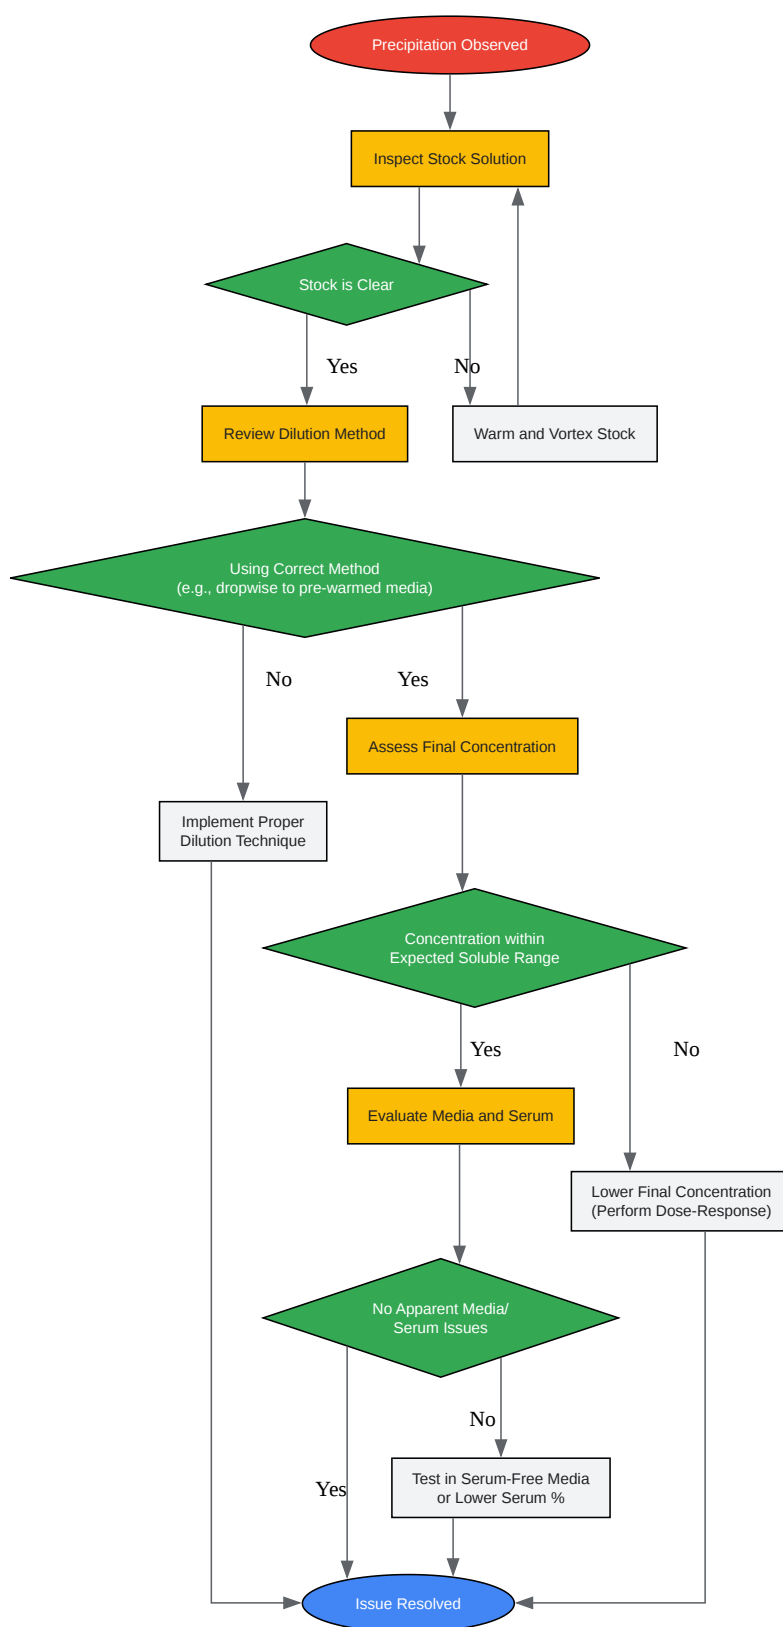 Precipitation Observed
Inspect Stock Solution
Stock is Clear
Yes
No
Review Dilution Method
Warm and Vortex Stock
Using Correct Method
(e.g., dropwise to pre-warmed media)
No
Yes
Assess Final Concentration
Implement Proper
Dilution Technique
Concentration within
Expected Soluble Range
Yes
No
Evaluate Media and Serum
Lower Final Concentration
(Perform Dose-Response)
No Apparent Media/
Serum Issues
No
Test in Serum-Free Media
or Lower Serum %
Yes
Issue Resolved